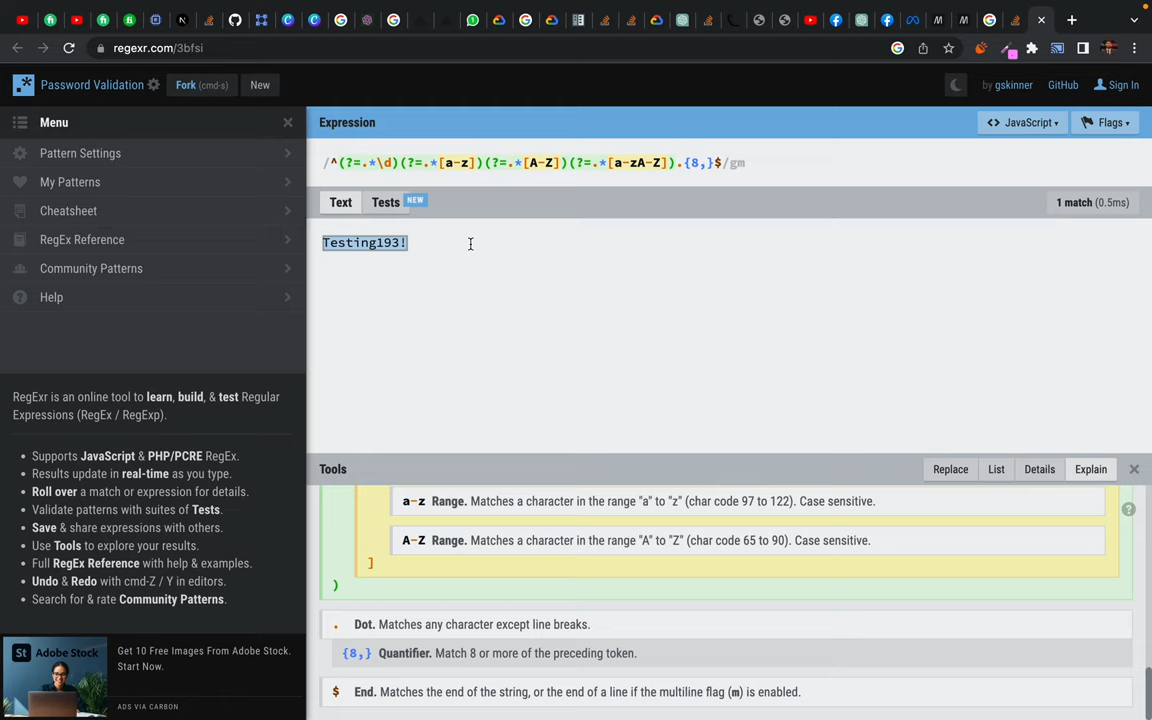 regexr.com/3bfsi
Password Validation
Fork (cmd-s)
New
by gskinner
GitHub
Sign In
Menu
Expression
JavaScript
Flags
Pattern Settings
My Patterns
Cheatsheet
RegEx Reference
Community Patterns
Help
/^(?=.*\d)(?=.*[a-z])(?=.*[A-Z])(?=.*[a-zA-Z]).{8,}$/gm
Text
Tests
NEW
1 match (0.5ms)
Testing193!
RegExr is an online tool to learn, build, & test Regular
Expressions (RegEx / RegExp).
Supports JavaScript & PHP/PCRE RegEx.
Results update in real-time as you type.
Roll over a match or expression for details.
Validate patterns with suites of Tests.
Save & share expressions with others.
Use Tools to explore your results.
Full RegEx Reference with help & examples.
Undo & Redo with cmd-Z / Y in editors.
Search for & rate Community Patterns.
St Adobe Stock
Get 10 Free Images From Adobe Stock.
Start Now.
ADS VIA CARBON
Tools
Replace
List
Details
Explain
a-z Range. Matches a character in the range "a" to "z" (char code 97 to 122). Case sensitive.
A-Z Range. Matches a character in the range "A" to "Z" (char code 65 to 90). Case sensitive.
]
)
. Dot. Matches any character except line breaks.
{8,} Quantifier. Match 8 or more of the preceding token.
$ End. Matches the end of the string, or the end of a line if the multiline flag (m) is enabled.